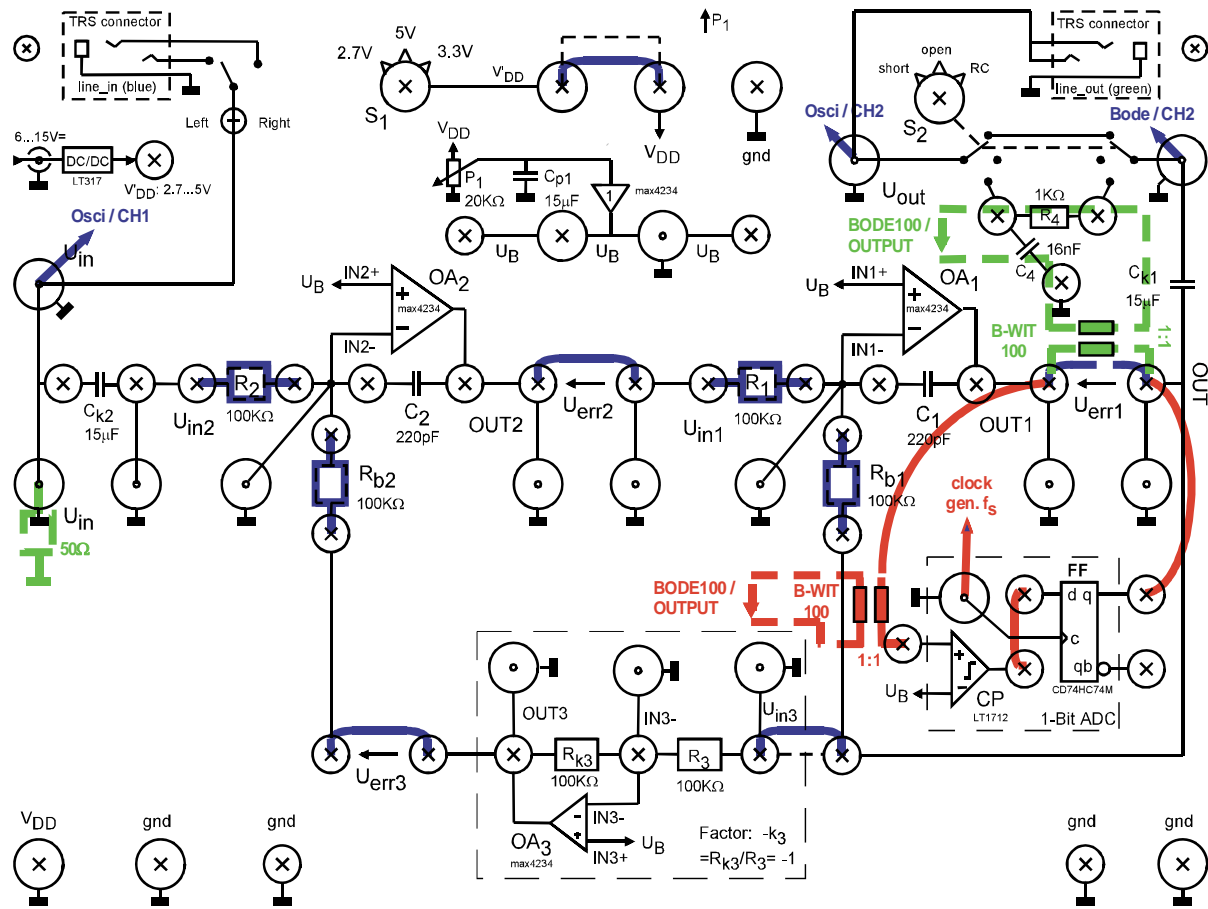 TRS connector
line_in (blue)
Left
Right
6...15V=
DC/DC
LT317
V'DD: 2.7...5V
5V
2.7V
3.3V
S1
V'DD
VDD
gnd
P1
VDD
P1
20KΩ
Cp1
15µF
1
max4234
UB
UB
UB
TRS connector
line_out (green)
open
short
RC
S2
Osci / CH2
Bode / CH2
Uout
1KΩ
R4
16nF
C4
BODE100 /
OUTPUT
B-WIT
100
1:1
Ck1
15µF
OUT
Osci / CH1
Uin
Ck2
15µF
Uin2
R2
100KΩ
UB
IN2+
IN2-
OA2
max4234
C2
220pF
OUT2
Uerr2
Uin1
R1
100KΩ
UB
IN1+
IN1-
OA1
max4234
C1
220pF
OUT1
Uerr1
Uin
50Ω
Rb2
100KΩ
Rb1
100KΩ
clock
gen. fs
BODE100 /
OUTPUT
B-WIT
100
1:1
FF
d q
c
qb
CD74HC74M
UB
CP
LT1712
1-Bit ADC
OUT3
IN3-
Uin3
Uerr3
Rk3
100KΩ
R3
100KΩ
OA3
max4234
IN3-
IN3+
UB
Factor: -k3
=Rk3/R3= -1
VDD
gnd
gnd
gnd
gnd